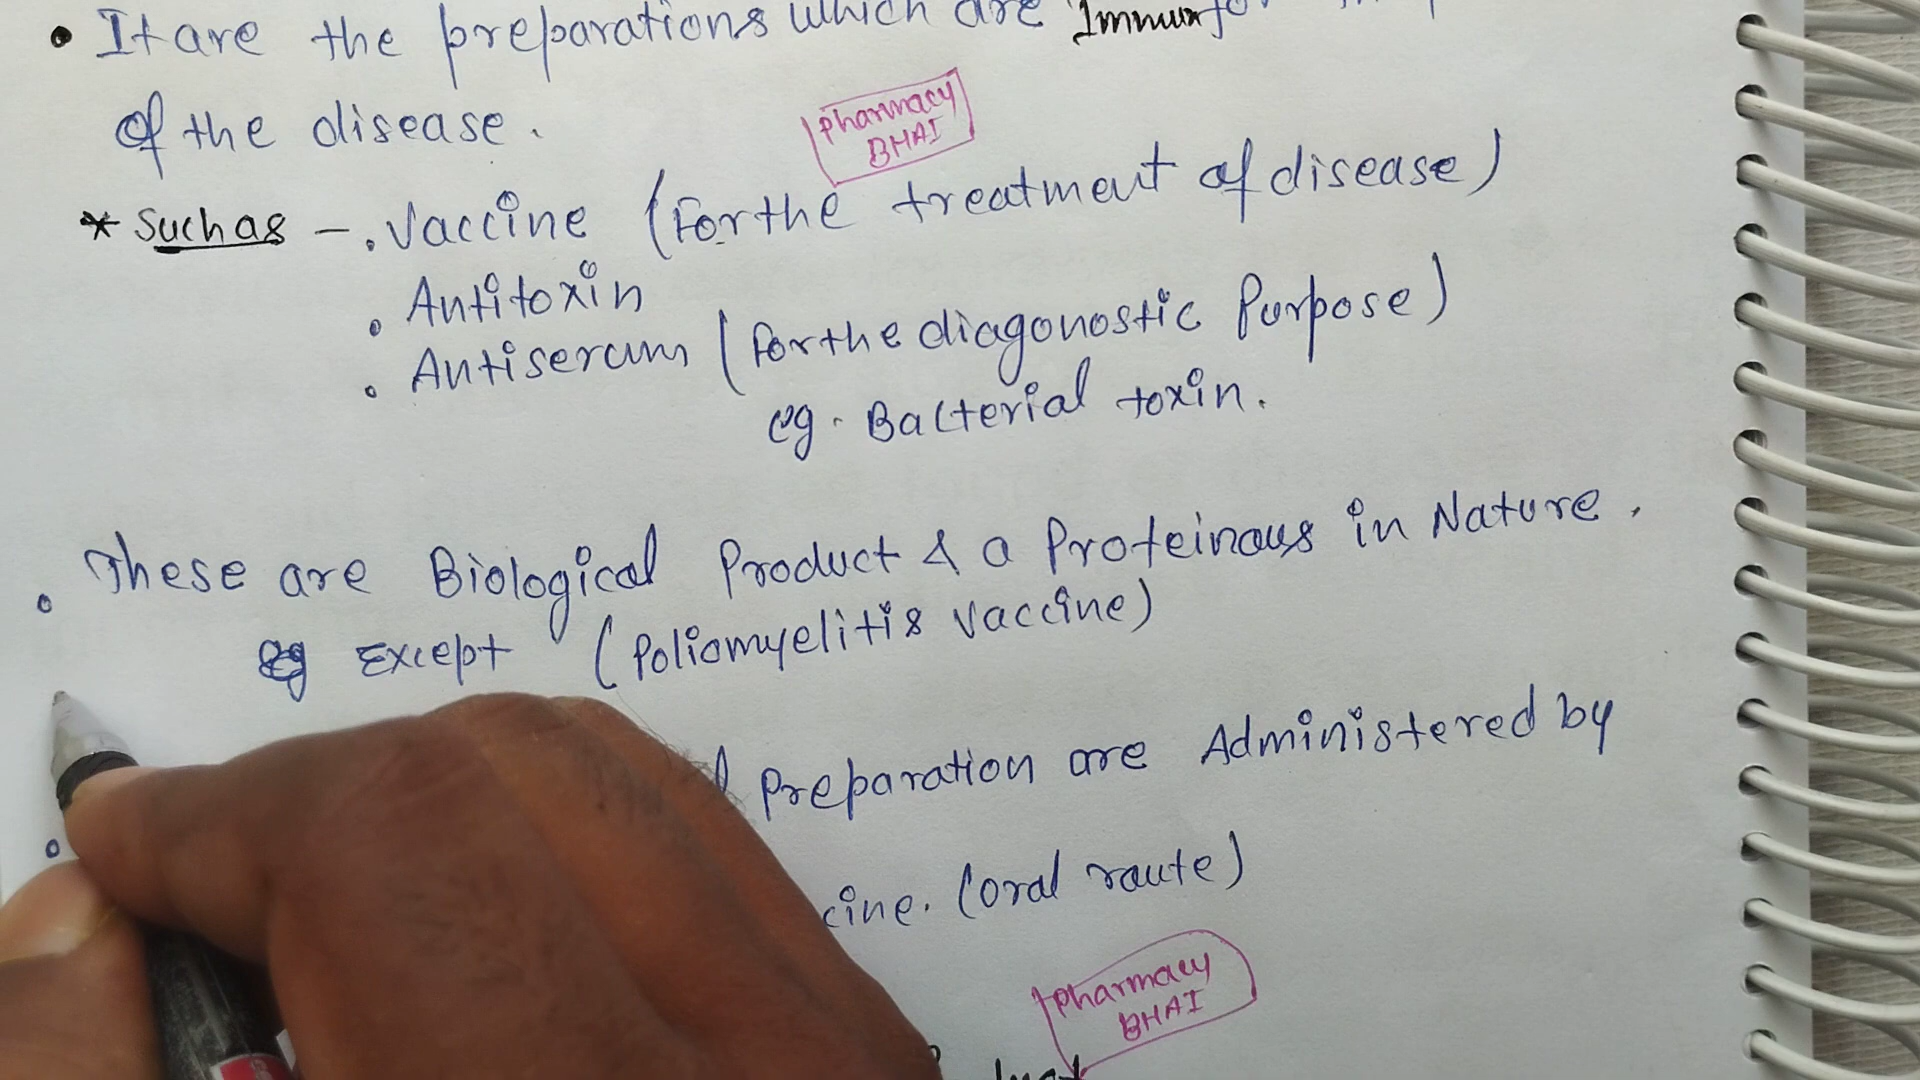 • It are the preparations which are Immun for
of the disease.
pharmacy
BHAI
* Such as – . Vaccine (For the treatment of disease)
• Antitoxin
• Antiserum (For the diagonostic Purpose)
eg. Bacterial toxin.
• These are Biological Product & a Proteinous in Nature.
eg Except (Poliomyelitis Vaccine)
Preparation are Administered by
cine. (oral route)
pharmacy
BHAI